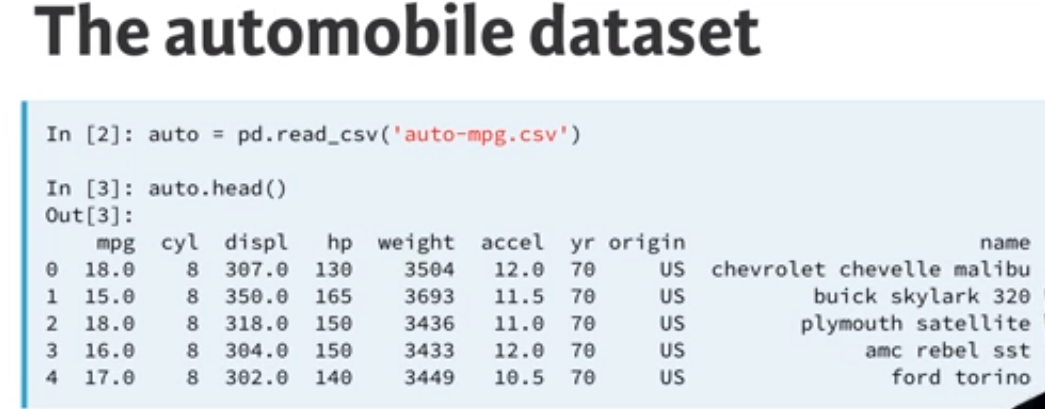 The automobile dataset
In [2]: auto = pd.read_csv('auto-mpg.csv')
In [3]: auto.head()
Out[3]:
    mpg  cyl  displ   hp  weight  accel  yr origin                       name
0  18.0    8  307.0  130    3504   12.0  70     US  chevrolet chevelle malibu
1  15.0    8  350.0  165    3693   11.5  70     US          buick skylark 320
2  18.0    8  318.0  150    3436   11.0  70     US         plymouth satellite
3  16.0    8  304.0  150    3433   12.0  70     US              amc rebel sst
4  17.0    8  302.0  140    3449   10.5  70     US                ford torino